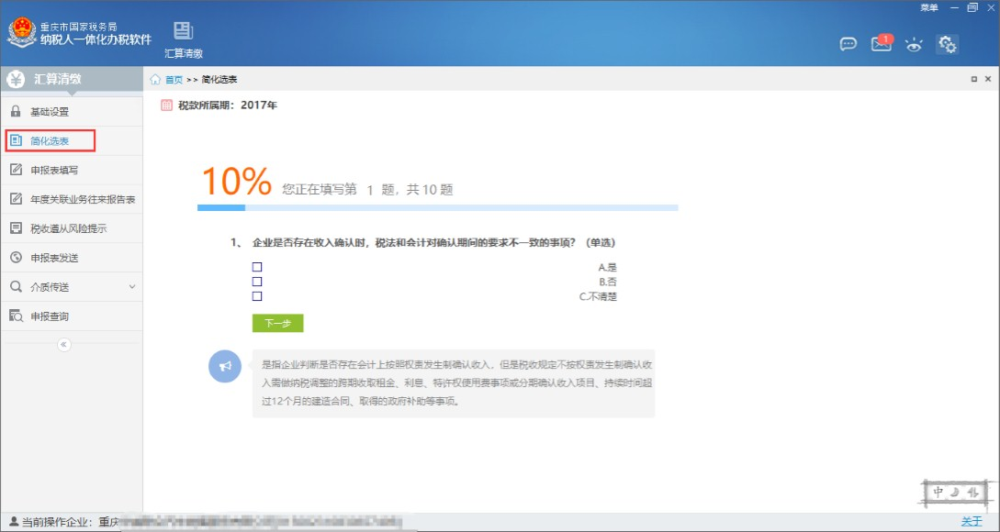 菜单
重庆市国家税务局
纳税人一体化办税软件
汇算清缴
1
汇算清缴
首页 >> 简化选表
税款所属期：2017年
基础设置
简化选表
申报表填写
年度关联业务往来报告表
税收遵从风险提示
申报表发送
介质传送
申报查询
10% 您正在填写第 1 题，共 10 题
1、 企业是否存在收入确认时，税法和会计对确认期间的要求不一致的事项？（单选）
A.是
B.否
C.不清楚
下一步
是指企业判断是否存在会计上按照权责发生制确认收入，但是税收规定不按权责发生制确认收
入需做纳税调整的跨期收取租金、利息、特许权使用费事项或分期确认收入项目、持续时间超
过12个月的建造合同、取得的政府补助等事项。
中
当前操作企业：重庆
关于